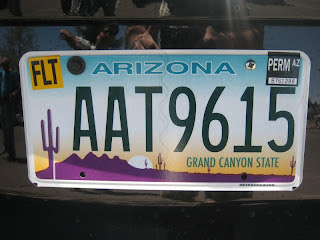 FLT
ARIZONA
PERM AZ
AAT9615
GRAND CANYON STATE